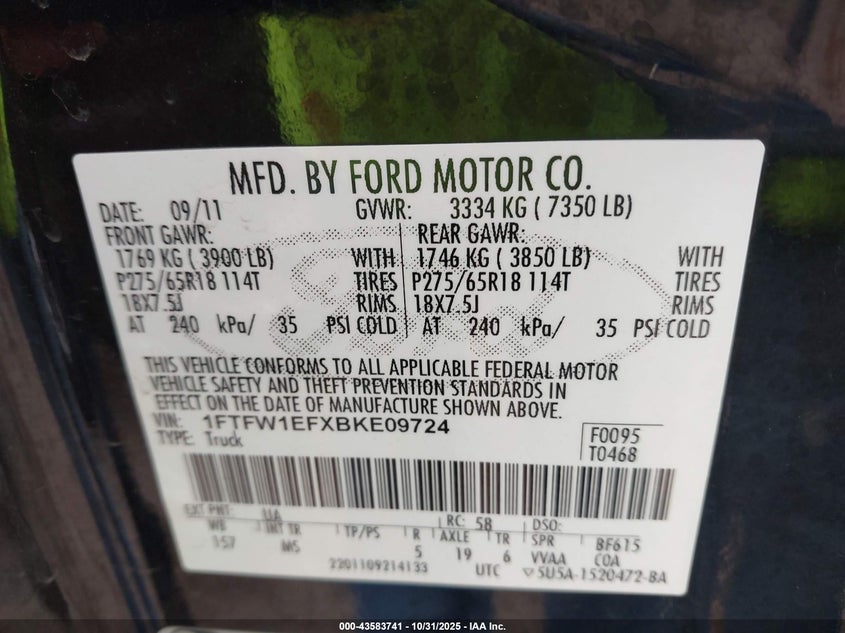 MFD. BY FORD MOTOR CO.
DATE: 09/11 GVWR: 3334 KG ( 7350 LB)
FRONT GAWR: REAR GAWR:
1769 KG ( 3900 LB) WITH 1746 KG ( 3850 LB) WITH
P275/65R18 114T TIRES P275/65R18 114T TIRES
18X7.5J RIMS 18X7.5J RIMS
AT 240 kPa/ 35 PSI COLD AT 240 kPa/ 35 PSI COLD
THIS VEHICLE CONFORMS TO ALL APPLICABLE FEDERAL MOTOR
VEHICLE SAFETY AND THEFT PREVENTION STANDARDS IN
EFFECT ON THE DATE OF MANUFACTURE SHOWN ABOVE.
VIN: 1FTFW1EFXBKE09724
TYPE: Truck
F0095
T0468
EXT PNT: UA RC: 58 DSO:
WB INT TR TP/PS R AXLE TR SPR BF615
157 MS 5 19 6 VVAA COA
2201109214133 UTC ▽5U5A-1520472-BA
000-43583741 - 10/31/2025 - IAA Inc.